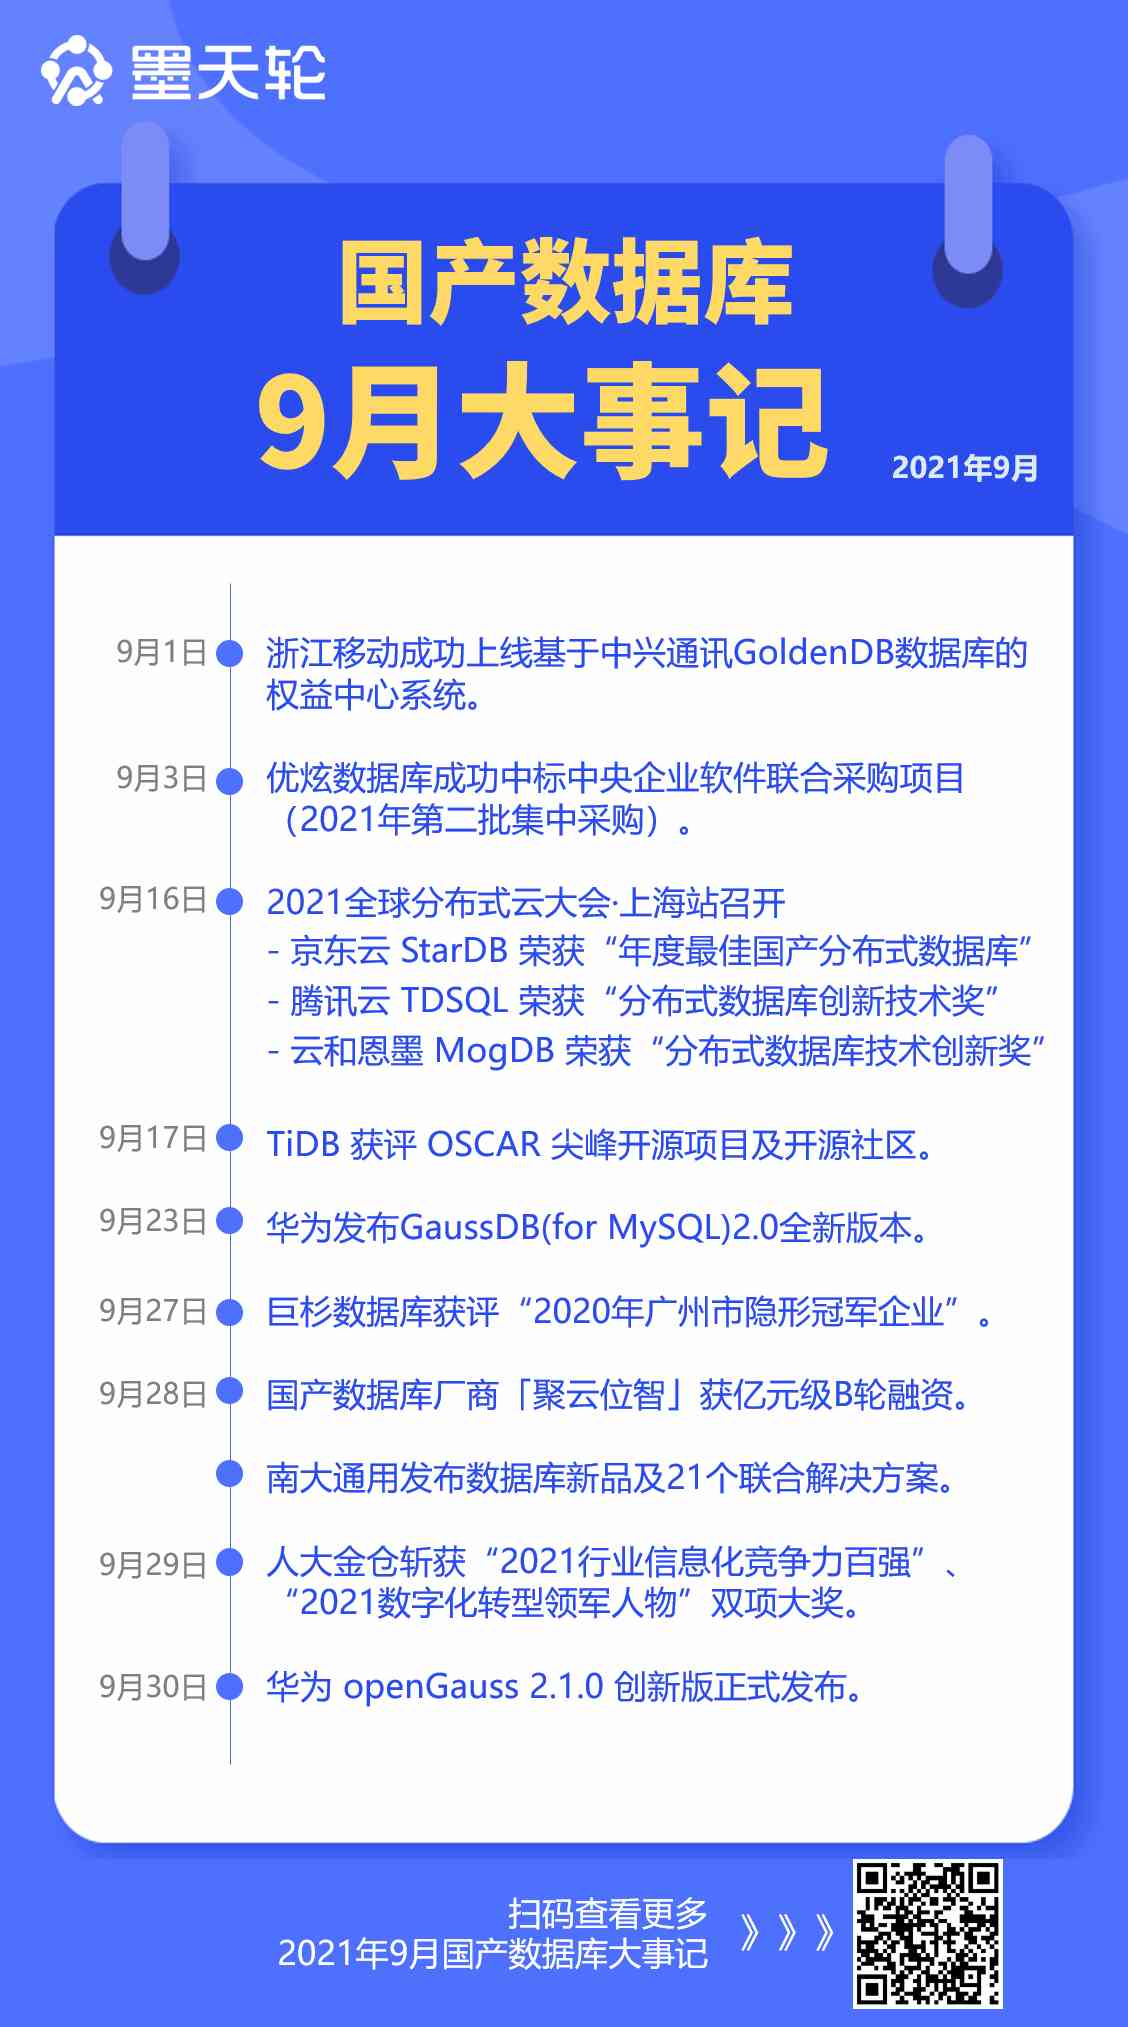 墨天轮
国产数据库
9月大事记
2021年9月
9月1日
浙江移动成功上线基于中兴通讯GoldenDB数据库的
权益中心系统。
9月3日
优炫数据库成功中标中央企业软件联合采购项目
（2021年第二批集中采购）。
9月16日
2021全球分布式云大会·上海站召开
- 京东云 StarDB 荣获“年度最佳国产分布式数据库”
- 腾讯云 TDSQL 荣获“分布式数据库创新技术奖”
- 云和恩墨 MogDB 荣获“分布式数据库技术创新奖”
9月17日
TiDB 获评 OSCAR 尖峰开源项目及开源社区。
9月23日
华为发布GaussDB(for MySQL)2.0全新版本。
9月27日
巨杉数据库获评“2020年广州市隐形冠军企业”。
9月28日
国产数据库厂商「聚云位智」获亿元级B轮融资。
南大通用发布数据库新品及21个联合解决方案。
9月29日
人大金仓斩获“2021行业信息化竞争力百强”、
“2021数字化转型领军人物”双项大奖。
9月30日
华为 openGauss 2.1.0 创新版正式发布。
扫码查看更多
2021年9月国产数据库大事记
》》》